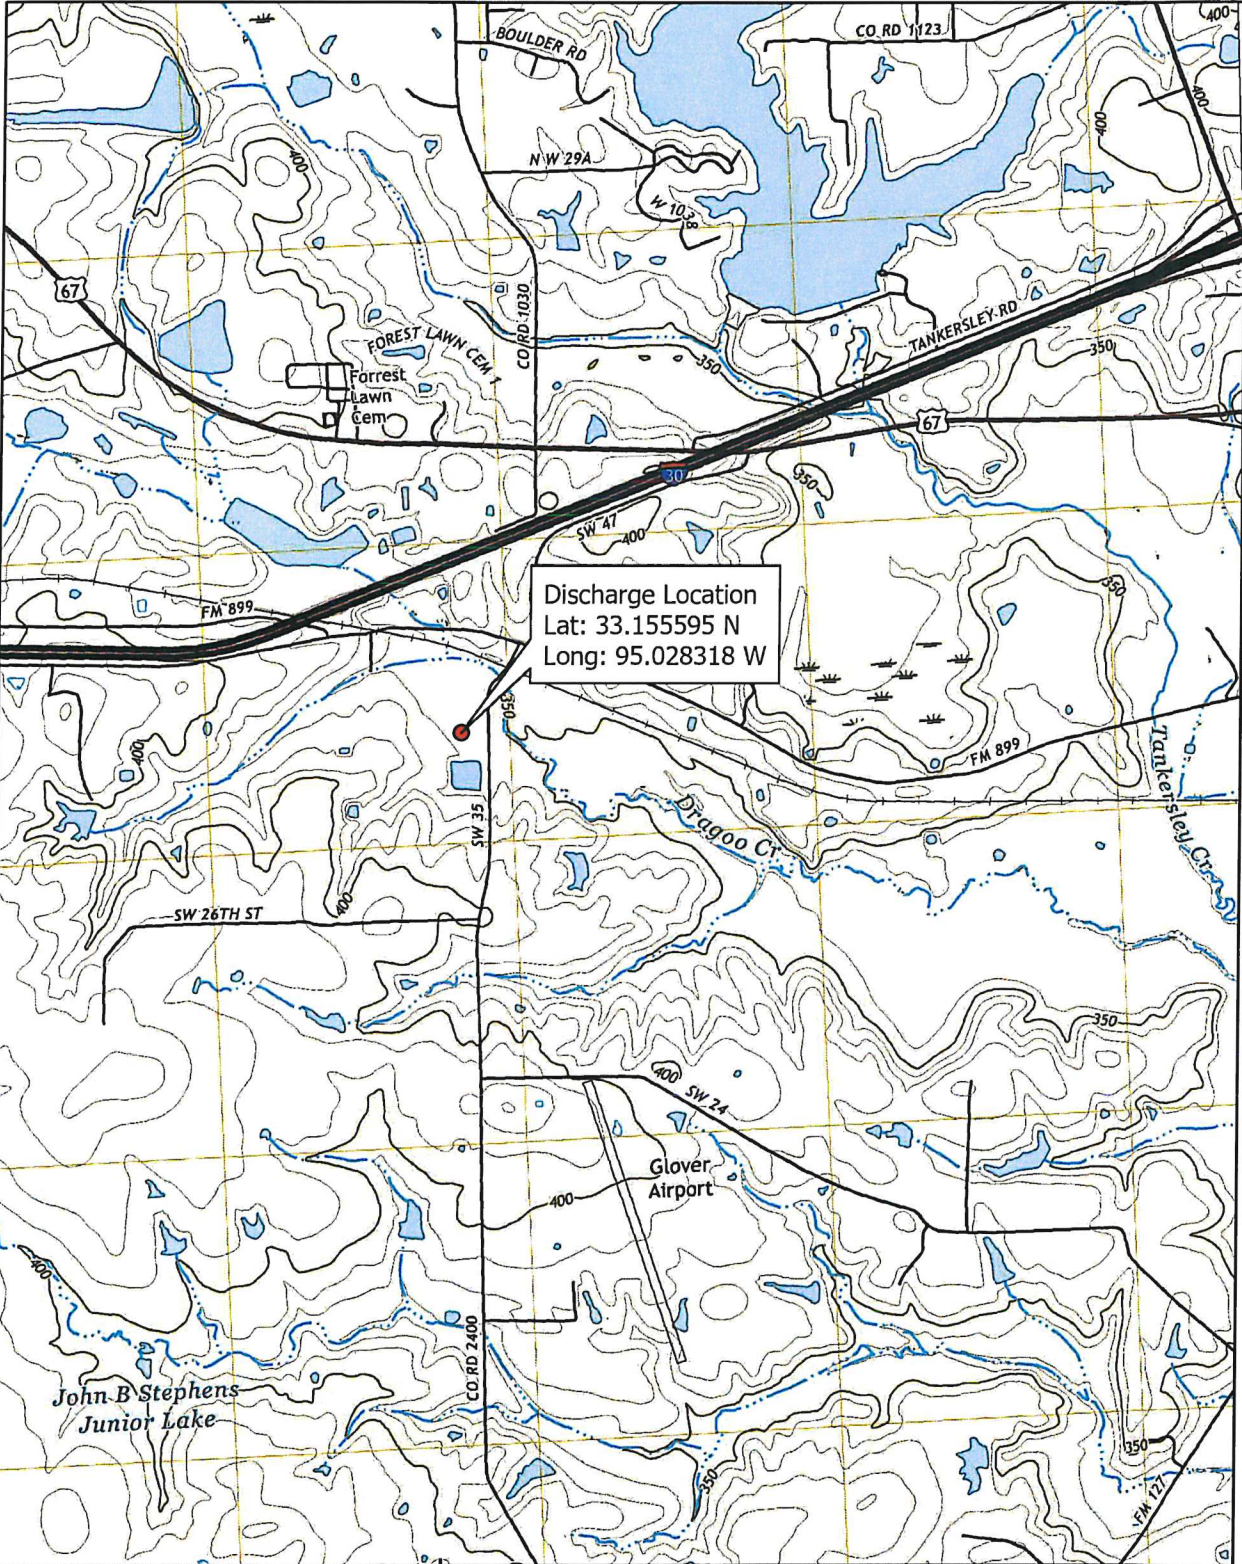 400
BOULDER RD
CO RD 1123
400
400
400
N W 29A
W 1038
67
CO RD 1030
TANKERSLEY RD
FOREST LAWN CEM 1
350
350
Forrest
Lawn
Cem
67
30
350
SW 47
400
Discharge Location
Lat: 33.155595 N
Long: 95.028318 W
350
FM 899
350
400
FM 899
Tankersley Cr
SW 35
Dragoo Cr
400
SW 26TH ST
350
400
SW 24
Glover
Airport
400
400
CO RD 2400
John B Stephens
Junior Lake
350
350
FM 127